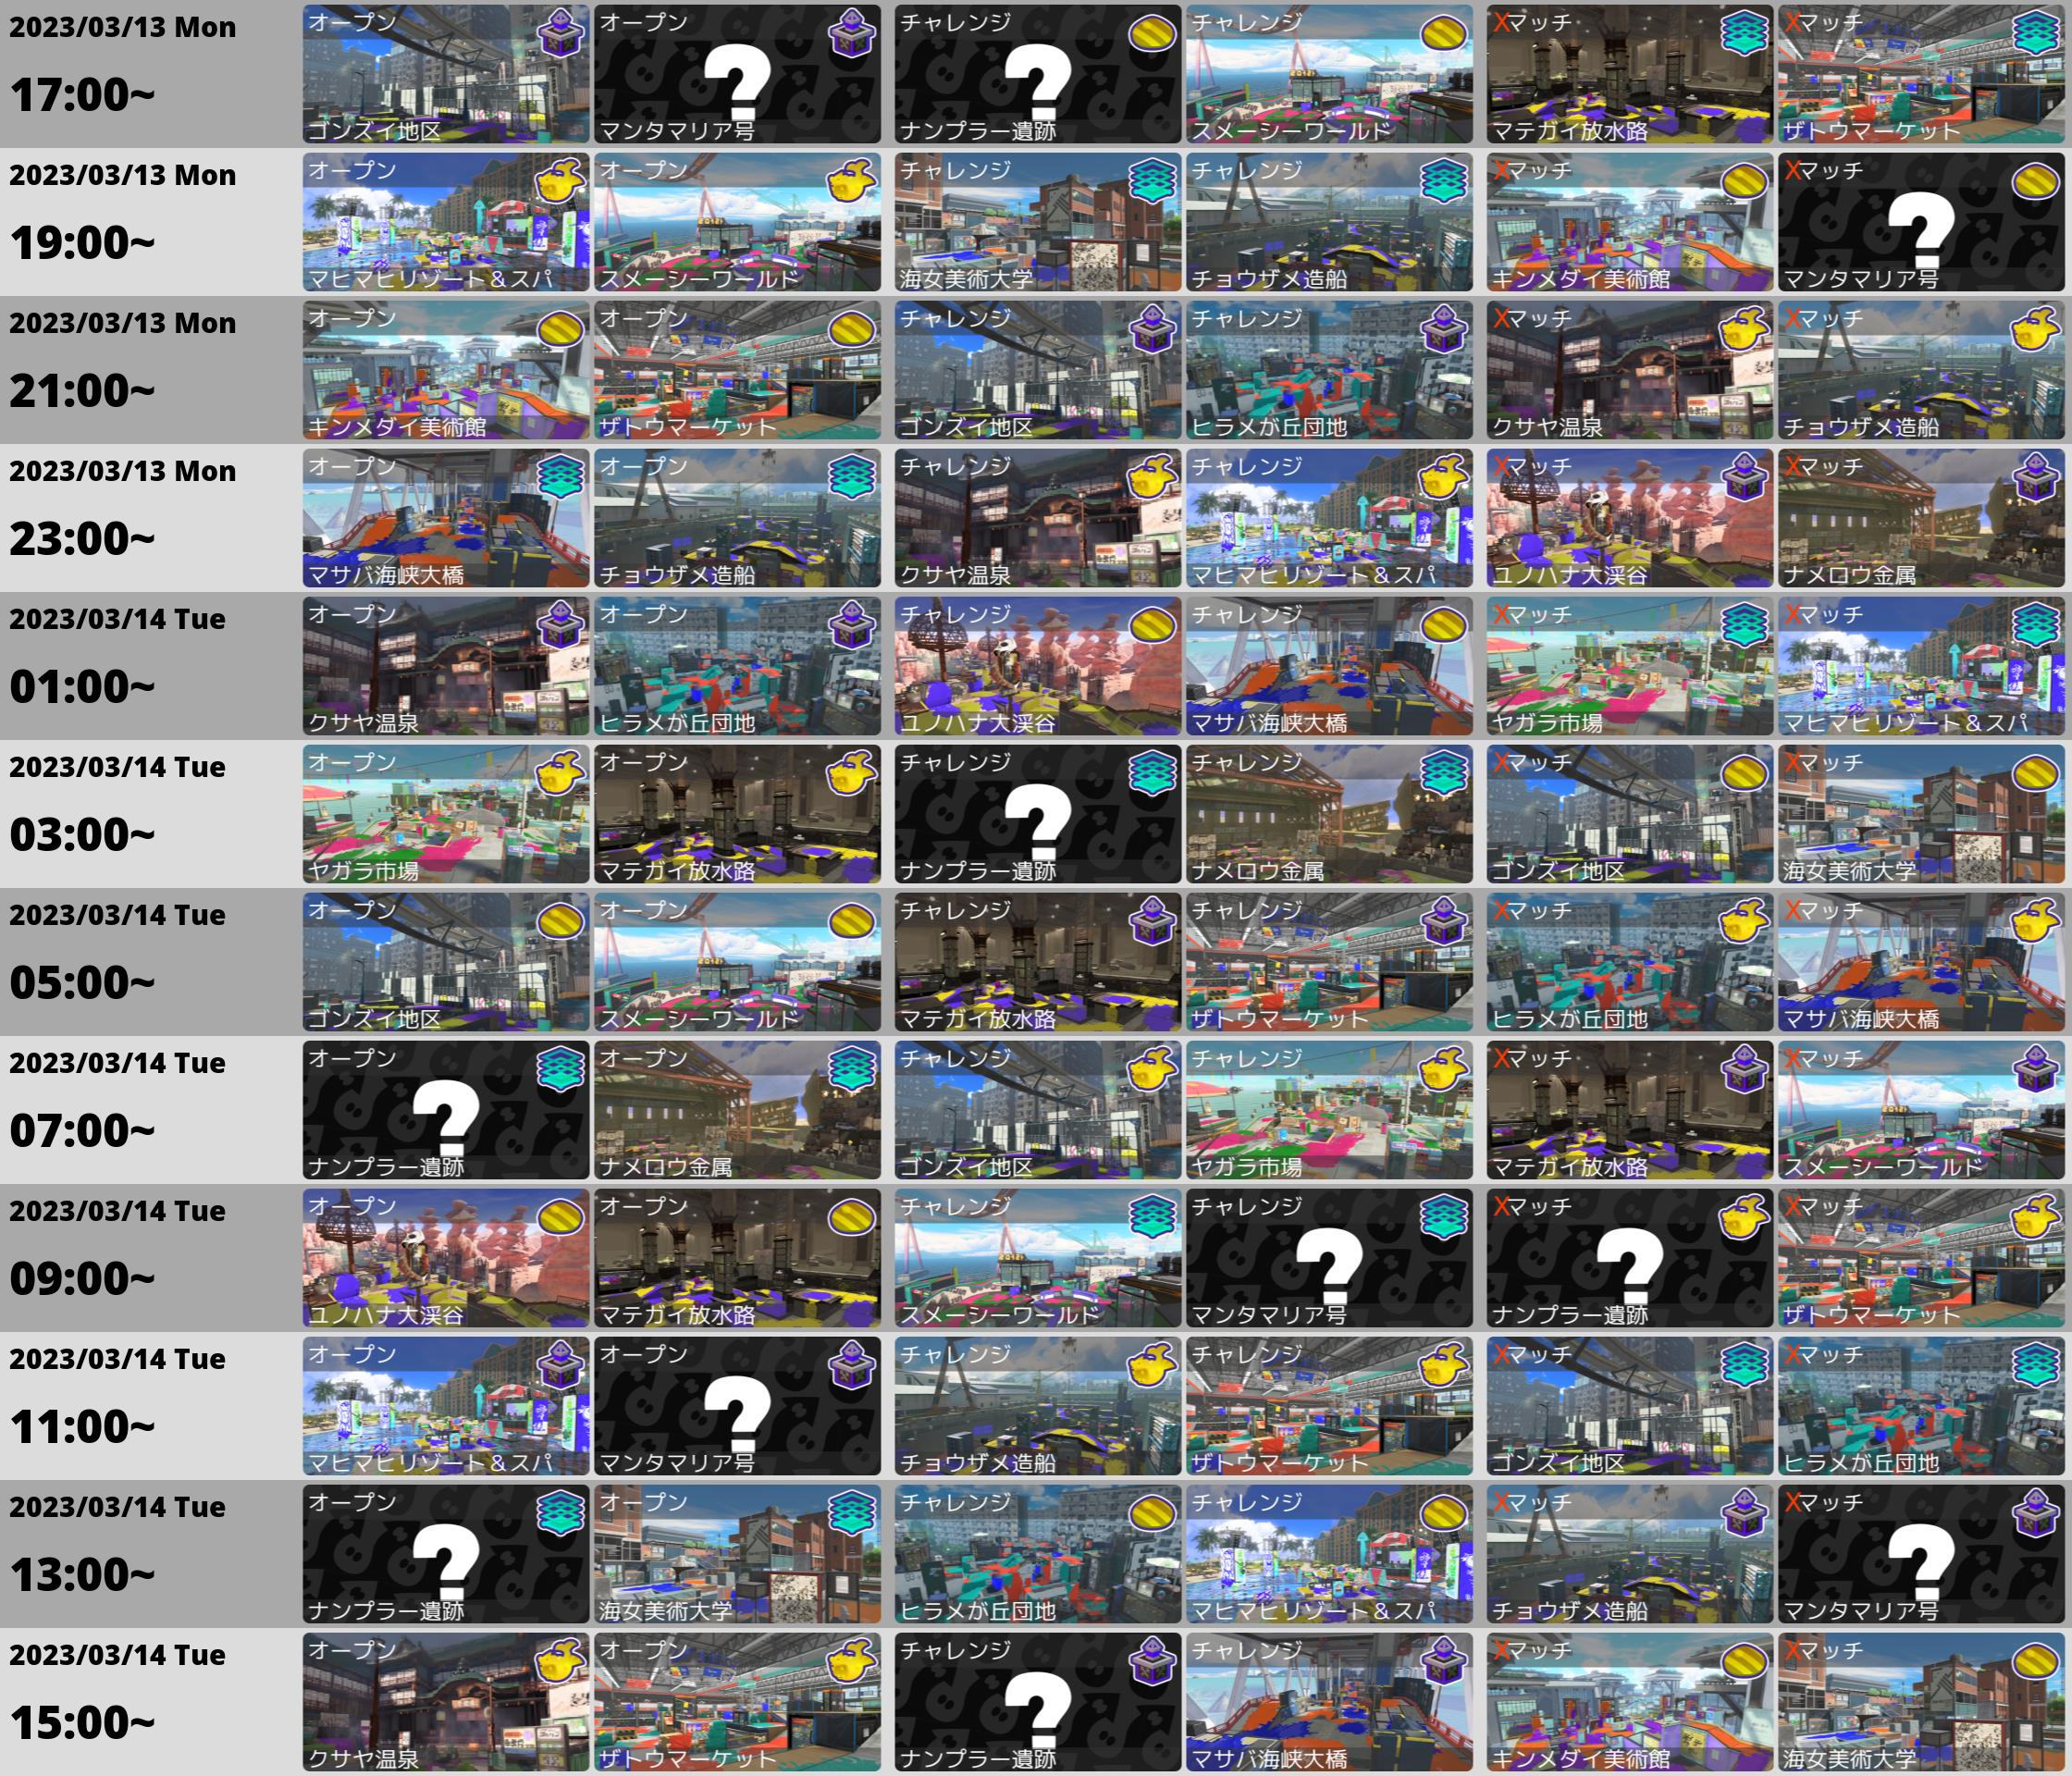 2023/03/13 Mon
17:00~
オープン
ゴンズイ地区
オープン
マンタマリア号
チャレンジ
ナンプラー遺跡
チャレンジ
スメーシーワールド
Xマッチ
マテガイ放水路
Xマッチ
ザトウマーケット
2023/03/13 Mon
19:00~
オープン
マヒマヒリゾート＆スパ
オープン
スメーシーワールド
チャレンジ
海女美術大学
チャレンジ
チョウザメ造船
Xマッチ
キンメダイ美術館
Xマッチ
マンタマリア号
2023/03/13 Mon
21:00~
オープン
キンメダイ美術館
オープン
ザトウマーケット
チャレンジ
ゴンズイ地区
チャレンジ
ヒラメが丘団地
Xマッチ
クサヤ温泉
Xマッチ
チョウザメ造船
2023/03/13 Mon
23:00~
オープン
マサバ海峡大橋
オープン
チョウザメ造船
チャレンジ
クサヤ温泉
チャレンジ
マヒマヒリゾート＆スパ
Xマッチ
ユノハナ大渓谷
Xマッチ
ナメロウ金属
2023/03/14 Tue
01:00~
オープン
クサヤ温泉
オープン
ヒラメが丘団地
チャレンジ
ユノハナ大渓谷
チャレンジ
マサバ海峡大橋
Xマッチ
ヤガラ市場
Xマッチ
マヒマヒリゾート＆スパ
2023/03/14 Tue
03:00~
オープン
ヤガラ市場
オープン
マテガイ放水路
チャレンジ
ナンプラー遺跡
チャレンジ
ナメロウ金属
Xマッチ
ゴンズイ地区
Xマッチ
海女美術大学
2023/03/14 Tue
05:00~
オープン
ゴンズイ地区
オープン
スメーシーワールド
チャレンジ
マテガイ放水路
チャレンジ
ザトウマーケット
Xマッチ
ヒラメが丘団地
Xマッチ
マサバ海峡大橋
2023/03/14 Tue
07:00~
オープン
ナンプラー遺跡
オープン
ナメロウ金属
チャレンジ
ゴンズイ地区
チャレンジ
ヤガラ市場
Xマッチ
マテガイ放水路
Xマッチ
スメーシーワールド
2023/03/14 Tue
09:00~
オープン
ユノハナ大渓谷
オープン
マテガイ放水路
チャレンジ
スメーシーワールド
チャレンジ
マンタマリア号
Xマッチ
ナンプラー遺跡
Xマッチ
ザトウマーケット
2023/03/14 Tue
11:00~
オープン
マヒマヒリゾート＆スパ
オープン
マンタマリア号
チャレンジ
チョウザメ造船
チャレンジ
ザトウマーケット
Xマッチ
ゴンズイ地区
Xマッチ
ヒラメが丘団地
2023/03/14 Tue
13:00~
オープン
ナンプラー遺跡
オープン
海女美術大学
チャレンジ
ヒラメが丘団地
チャレンジ
マヒマヒリゾート＆スパ
Xマッチ
チョウザメ造船
Xマッチ
マンタマリア号
2023/03/14 Tue
15:00~
オープン
クサヤ温泉
オープン
ザトウマーケット
チャレンジ
ナンプラー遺跡
チャレンジ
マサバ海峡大橋
Xマッチ
キンメダイ美術館
Xマッチ
海女美術大学